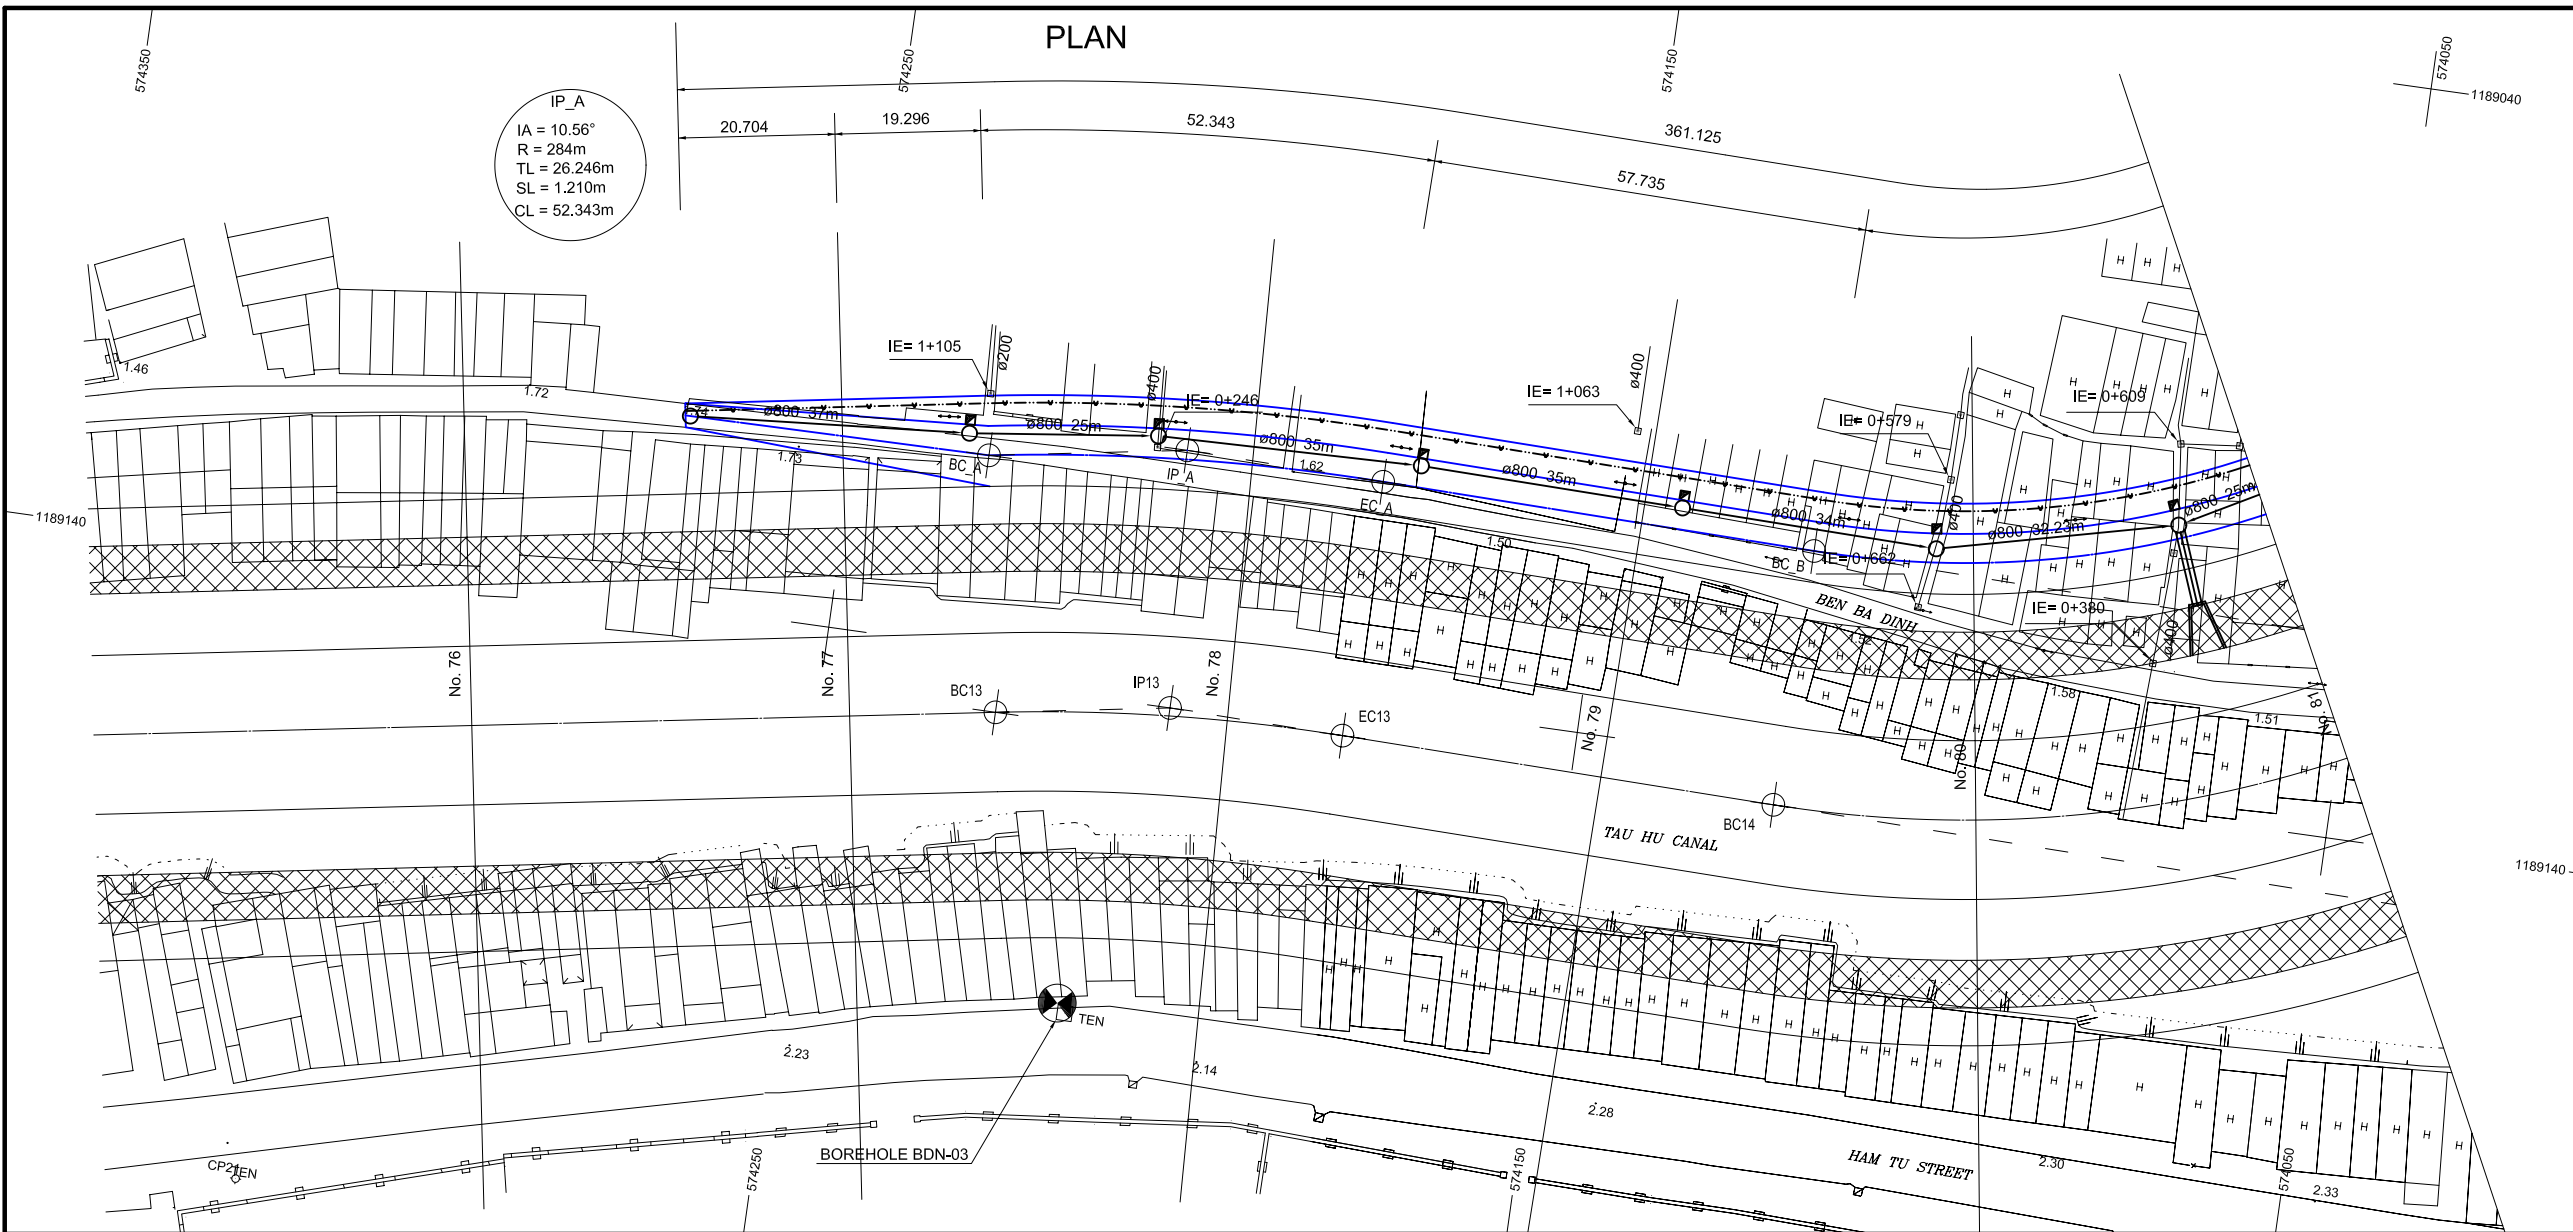 PLAN
574350
574250
574150
574050
1189040
IP_A
IA = 10.56°
R = 284m
TL = 26.246m
SL = 1.210m
CL = 52.343m
20.704
19.296
52.343
361.125
57.735
IE= 1+105
ø200
ø400
IE= 0+246
IE= 1+063
ø400
IE= 0+579
IE= 0+609
1.46
1.72
ø800 37m
ø800 25m
ø800 35m
ø800 35m
ø800 34m
ø800 32.23m
ø800 25m
ø400
1.73
BC_A
IP_A
1.62
EC_A
1189140
1.50
BC_B
IE= 0+662
BEN BA DINH
IE= 0+380
ø400
1.52
1.58
1.51
No. 76
No. 77
No. 78
No. 79
No. 80
No. 81
BC13
IP13
EC13
BC14
TAU HU CANAL
1189140
TEN
2.23
2.14
2.28
2.30
2.33
BOREHOLE BDN-03
HAM TU STREET
TEN
574250
574150
574050
H H H